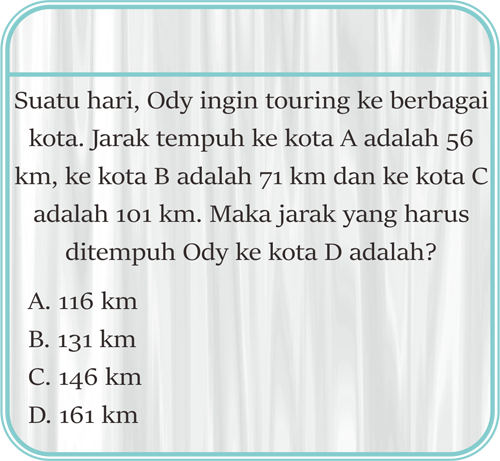 Suatu hari, Ody ingin touring ke berbagai
kota. Jarak tempuh ke kota A adalah 56
km, ke kota B adalah 71 km dan ke kota C
adalah 101 km. Maka jarak yang harus
ditempuh Ody ke kota D adalah?
A. 116 km
B. 131 km
C. 146 km
D. 161 km